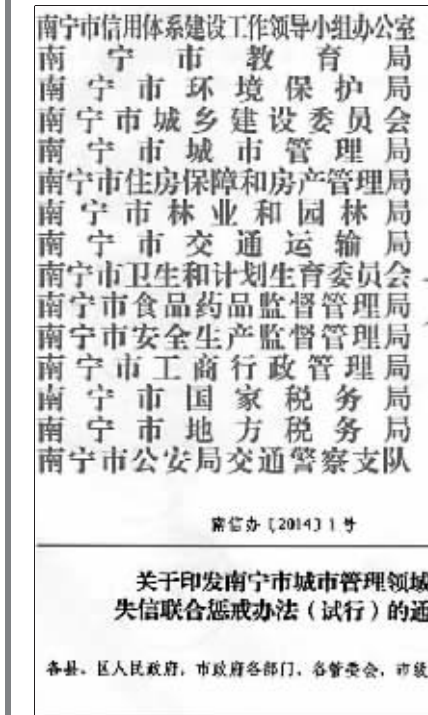 南宁市信用体系建设工作领导小组办公室
南宁市教育局
南宁市环境保护局
南宁市城乡建设委员会
南宁市城市管理局
南宁市住房保障和房产管理局
南宁市林业和园林局
南宁市交通运输局
南宁市卫生和计划生育委员会
南宁市食品药品监督管理局
南宁市安全生产监督管理局
南宁市工商行政管理局
南宁市国家税务局
南宁市地方税务局
南宁市公安局交通警察支队
南信办〔2014〕1号
关于印发南宁市城市管理领域
失信联合惩戒办法（试行）的通
各县、区人民政府，市政府各部门、各管委会，市级